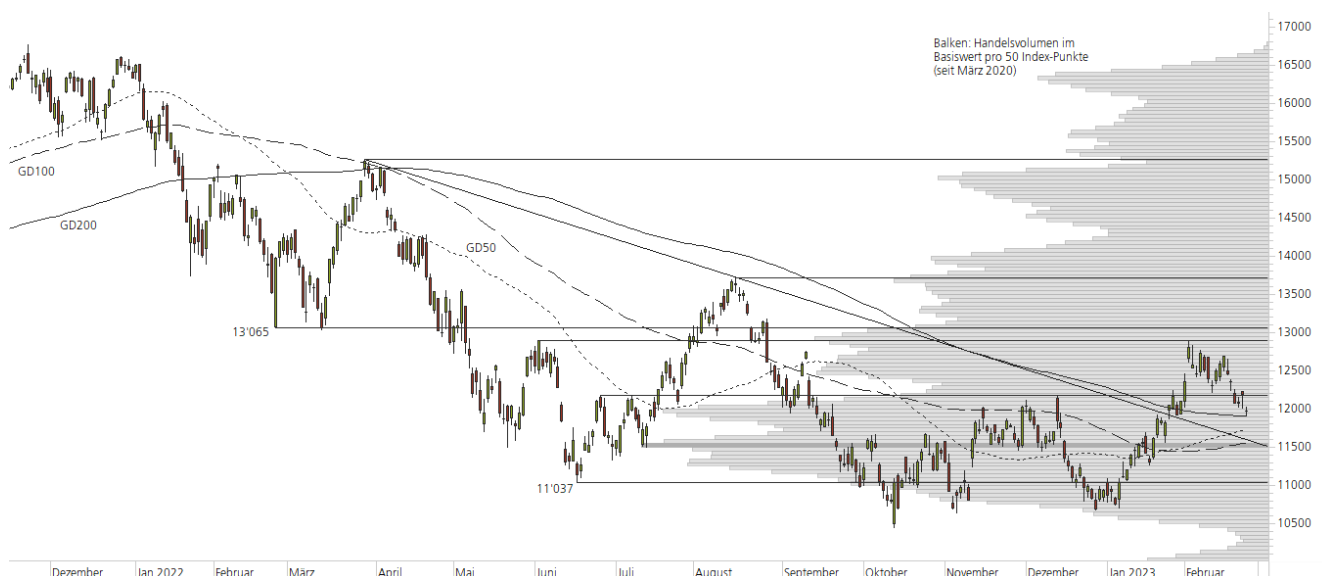 Balken: Handelsvolumen im
Basiswert pro 50 Index-Punkte
(seit März 2020)
17000
16500
16000
15500
15000
14500
14000
13500
13000
12500
12000
11500
11000
10500
GD100
GD200
GD50
13'065
11'037
Dezember
Jan 2022
Februar
März
April
Mai
Juni
Juli
August
September
Oktober
November
Dezember
Jan 2023
Februar